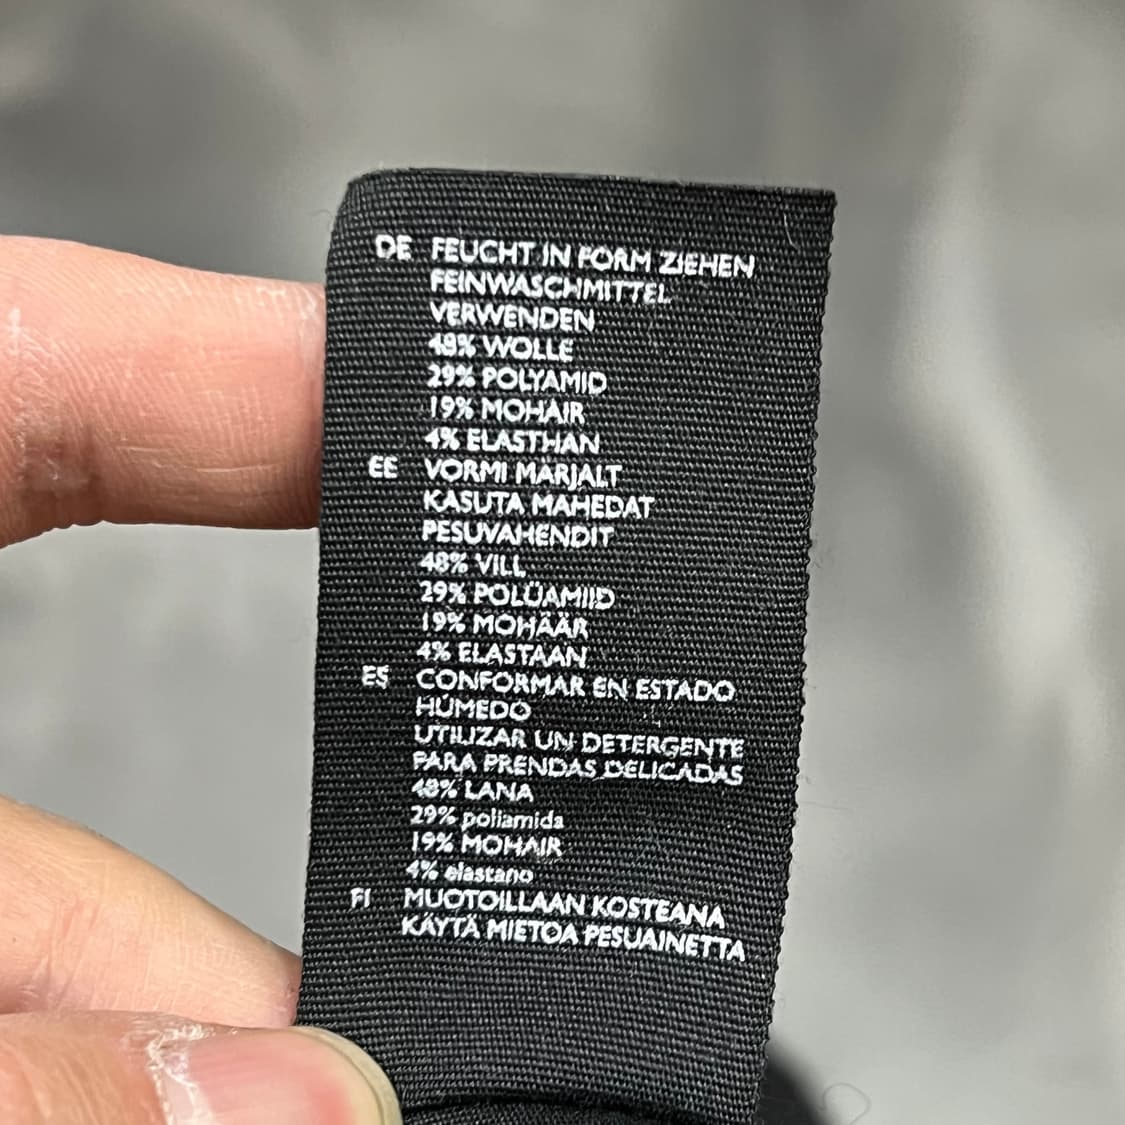 DE FEUCHT IN FORM ZIEHEN
FEINWASCHMITTEL
VERWENDEN
48% WOLLE
29% POLYAMID
19% MOHAIR
4% ELASTHAN
EE VORMI MÄRJALT
KASUTA MAHEDAT
PESUVAHENDIT
48% VILL
29% POLÜAMIID
19% MOHÄÄR
4% ELASTAAN
ES CONFORMAR EN ESTADO
HÚMEDO
UTILIZAR UN DETERGENTE
PARA PRENDAS DELICADAS
48% LANA
29% poliamida
19% MOHAIR
4% elastano
FI MUOTOILLAAN KOSTEANA
KÄYTÄ MIETOA PESUAINETTA